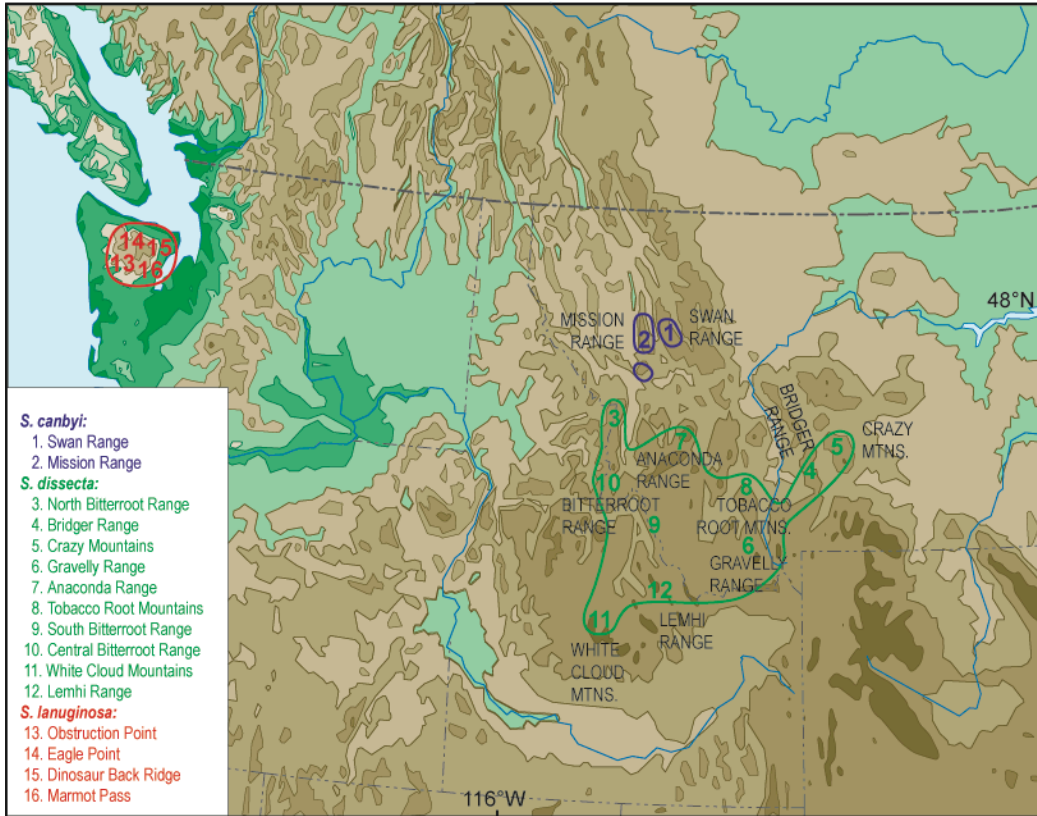 14
15
13
16
48°N
MISSION
RANGE
2
1
SWAN
RANGE
3
7
ANACONDA
RANGE
BRIDGER
RANGE
5
4
CRAZY
MTNS.
10
BITTERROOT
RANGE
9
8
TOBACCO
ROOT MTNS.
6
GRAVELLY
RANGE
12
LEMHI
RANGE
11
WHITE
CLOUD
MTNS.
116°W
S. canbyi:
1. Swan Range
2. Mission Range
S. dissecta:
3. North Bitterroot Range
4. Bridger Range
5. Crazy Mountains
6. Gravelly Range
7. Anaconda Range
8. Tobacco Root Mountains
9. South Bitterroot Range
10. Central Bitterroot Range
11. White Cloud Mountains
12. Lemhi Range
S. lanuginosa:
13. Obstruction Point
14. Eagle Point
15. Dinosaur Back Ridge
16. Marmot Pass